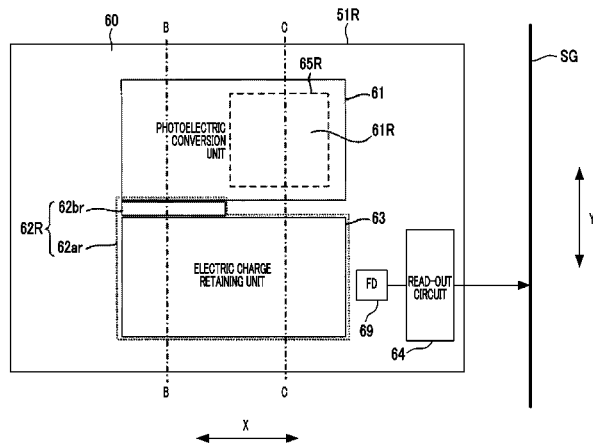 60
B
C
51R
SG
65R
61
PHOTOELECTRIC
CONVERSION
UNIT
61R
62br
62R
62ar
63
Y
ELECTRIC CHARGE
RETAINING UNIT
FD
READ-OUT
CIRCUIT
69
64
B
C
X